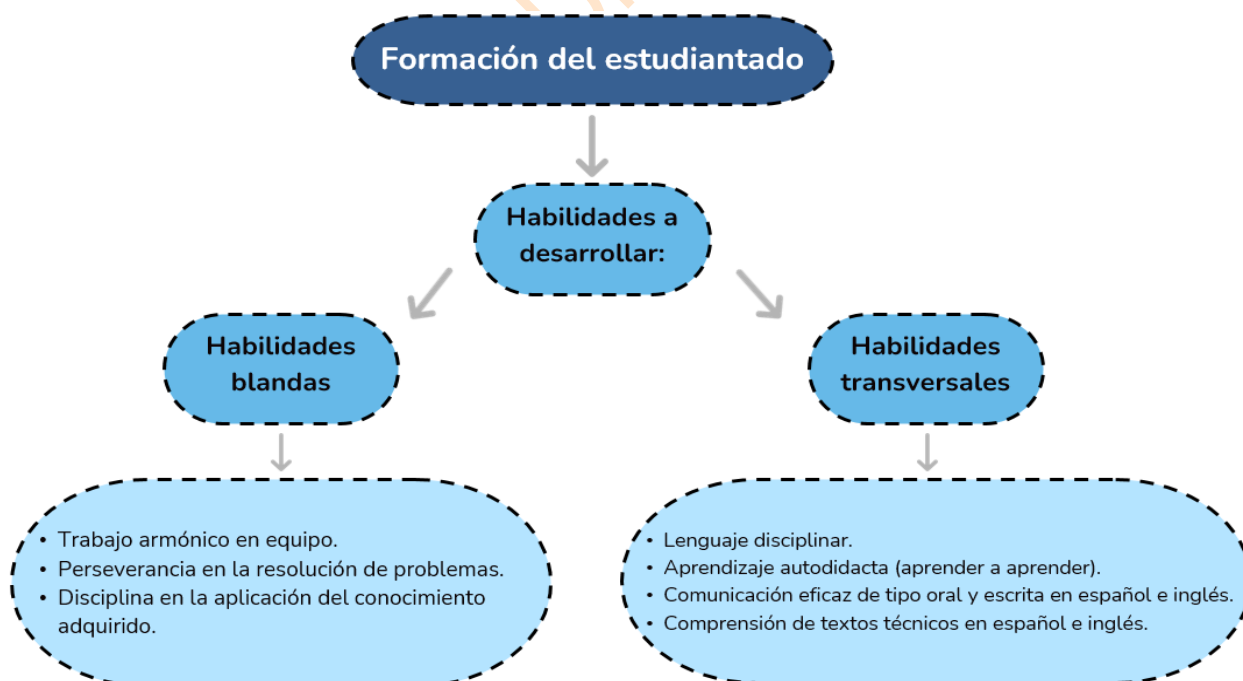 Formación del estudiantado
Habilidades a
desarrollar:
Habilidades
blandas
Habilidades
transversales
• Trabajo armónico en equipo.
• Perseverancia en la resolución de problemas.
• Disciplina en la aplicación del conocimiento
adquirido.
• Lenguaje disciplinar.
• Aprendizaje autodidacta (aprender a aprender).
• Comunicación eficaz de tipo oral y escrita en español e inglés.
• Comprensión de textos técnicos en español e inglés.